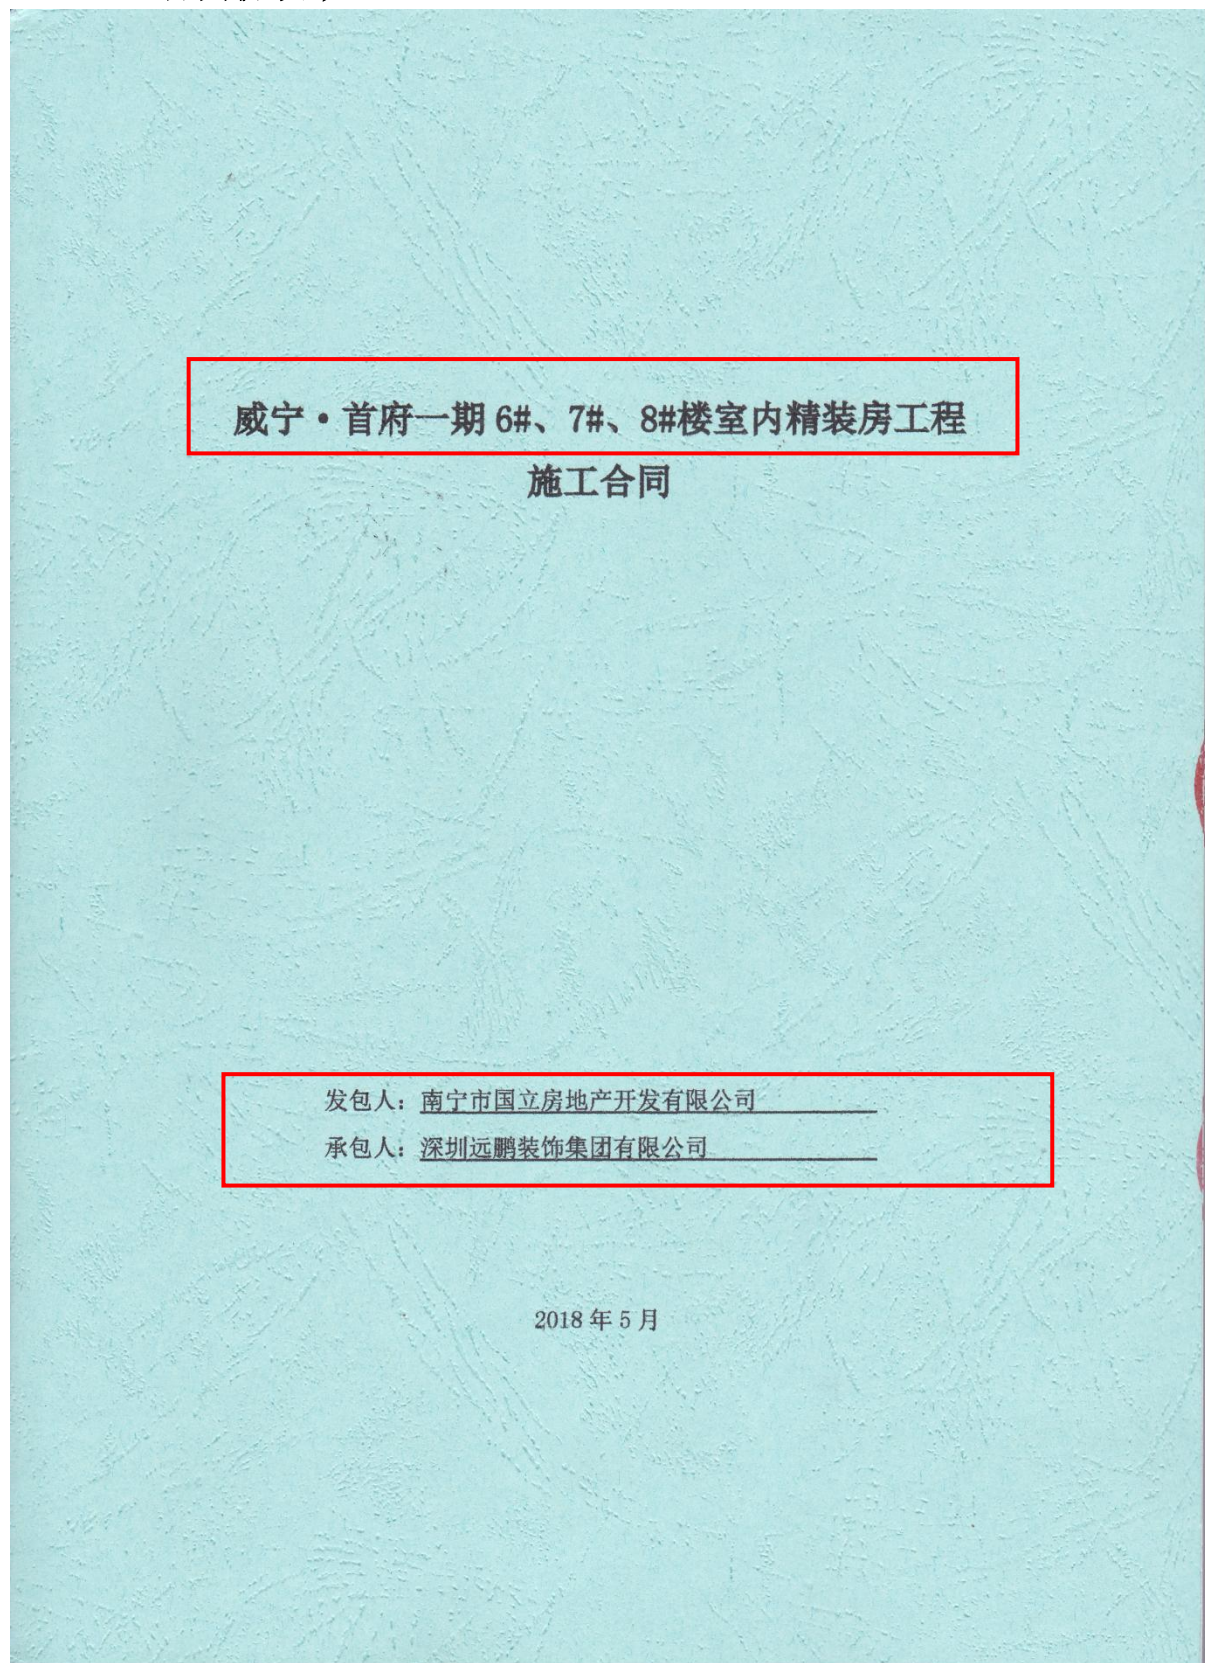 威宁·首府一期 6#、7#、8#楼室内精装房工程
施工合同
发包人：南宁市国立房地产开发有限公司
承包人：深圳远鹏装饰集团有限公司
2018 年 5 月